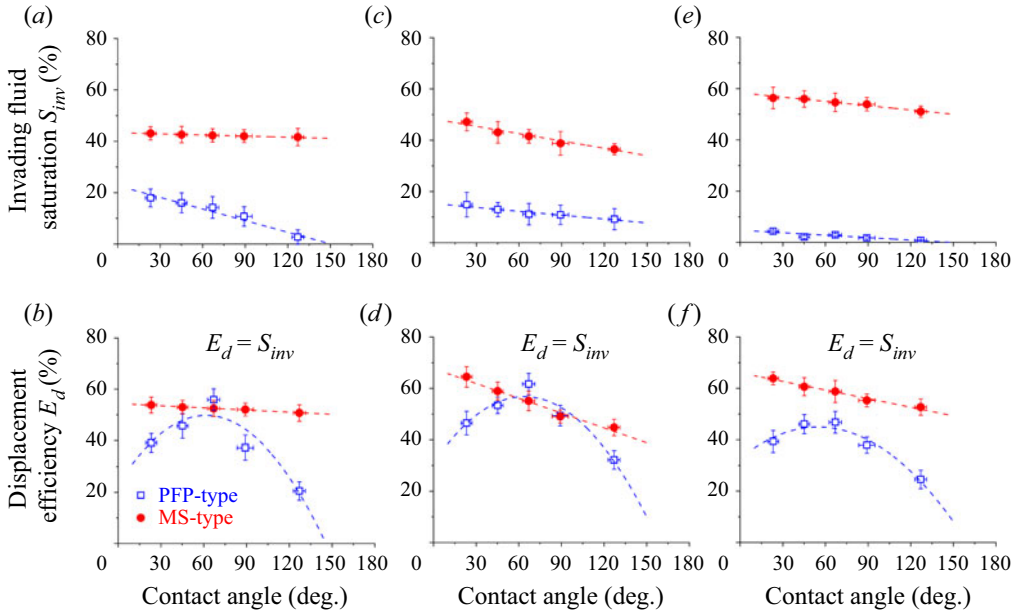 (a)
(c)
(e)
Invading fluid
saturation S_inv (%)
80
60
40
20
0
30 60 90 120 150 180
80
60
40
20
0
30 60 90 120 150 180
80
60
40
20
0
30 60 90 120 150 180
(b)
(d)
(f)
Displacement
efficiency E_d (%)
80
60
40
20
0
E_d = S_inv
PFP-type
MS-type
30 60 90 120 150 180
Contact angle (deg.)
80
60
40
20
0
E_d = S_inv
30 60 90 120 150 180
Contact angle (deg.)
80
60
40
20
0
E_d = S_inv
30 60 90 120 150 180
Contact angle (deg.)